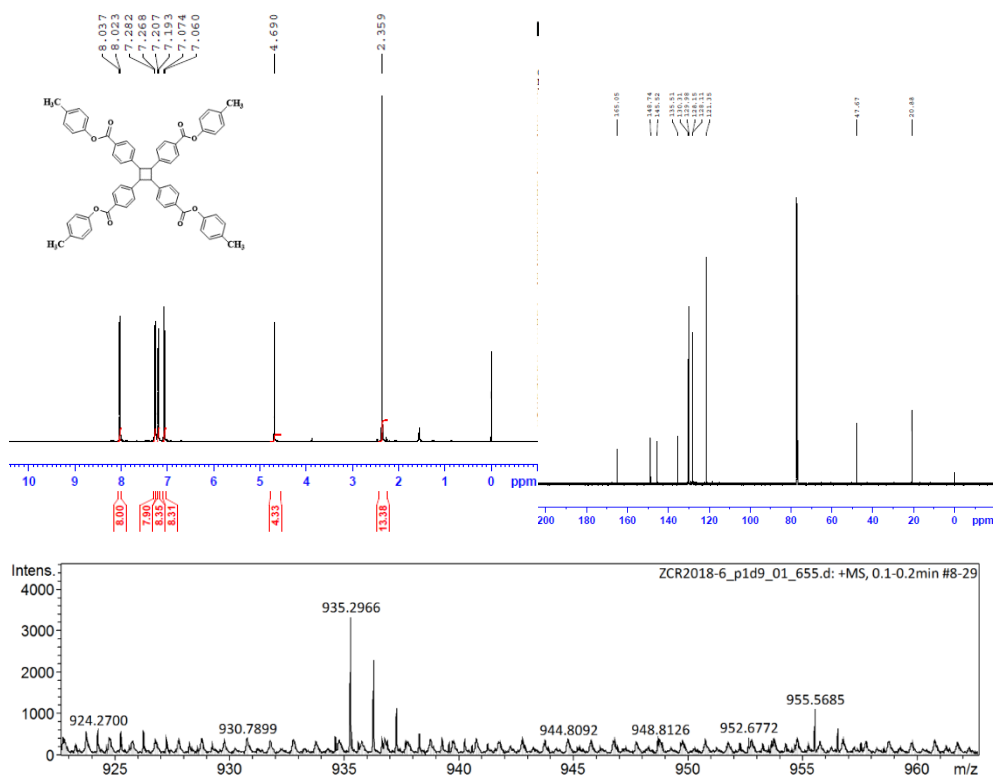 8.037
8.023
7.282
7.268
7.207
7.193
7.074
7.060
4.690
2.359
H₃C
CH₃
O
O
O
O
O
O
O
O
H₃C
CH₃
10 9 8 7 6 5 4 3 2 1 0 ppm
8.00
7.90
8.35
8.31
4.33
13.38
165.05
148.74
145.52
135.51
130.31
129.98
128.15
128.11
121.35
47.67
20.88
200 180 160 140 120 100 80 60 40 20 0 ppm
Intens.
4000
3000
2000
1000
0
ZCR2018-6_p1d9_01_655.d: +MS, 0.1-0.2min #8-29
924.2700
930.7899
935.2966
944.8092
948.8126
952.6772
955.5685
925 930 935 940 945 950 955 960 m/z